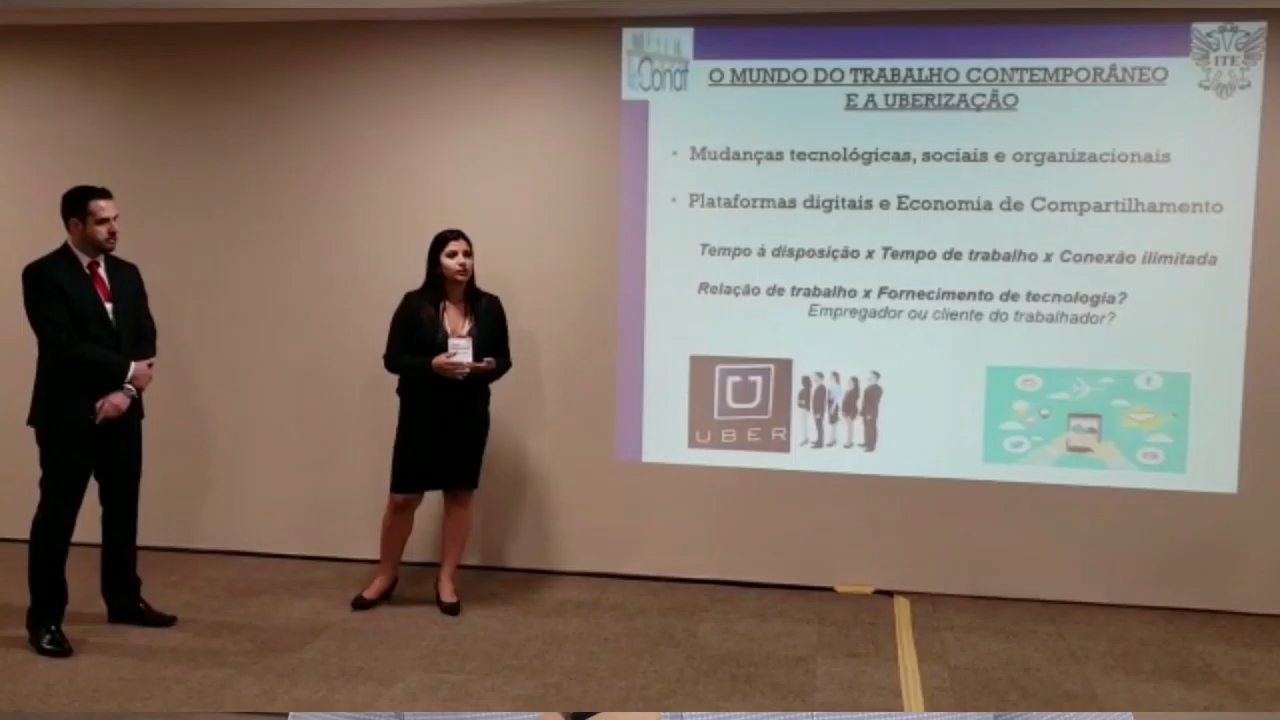 Conaf
ITE
O MUNDO DO TRABALHO CONTEMPORÂNEO
E A UBERIZAÇÃO
• Mudanças tecnológicas, sociais e organizacionais
• Plataformas digitais e Economia de Compartilhamento
Tempo à disposição x Tempo de trabalho x Conexão ilimitada
Relação de trabalho x Fornecimento de tecnologia?
Empregador ou cliente do trabalhador?
UBER